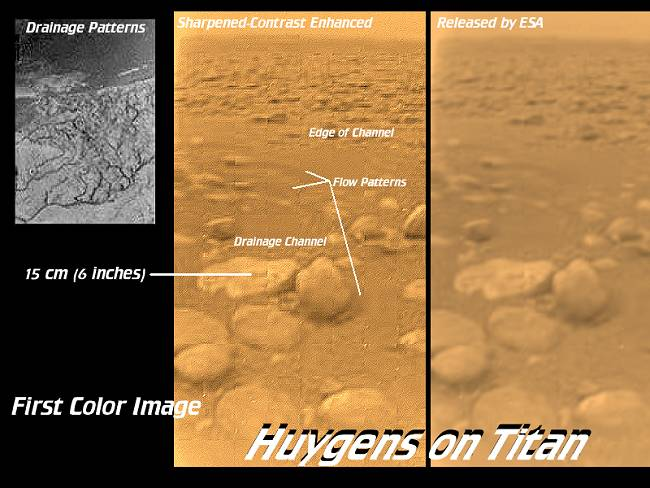 Drainage Patterns
Sharpened-Contrast Enhanced
Released by ESA
Edge of Channel
Flow Patterns
Drainage Channel
15 cm (6 inches)
First Color Image
Huygens on Titan